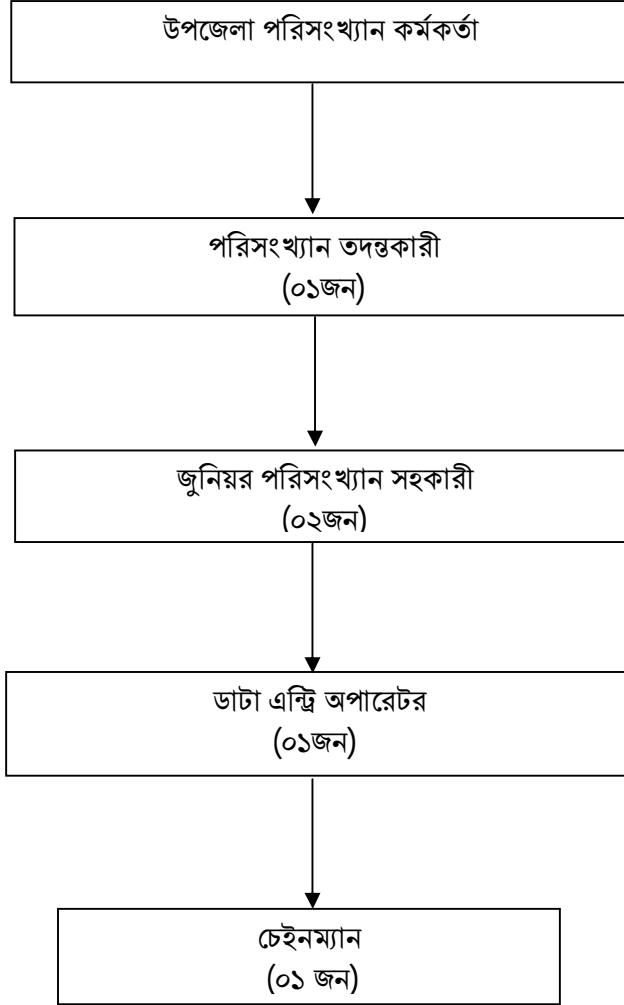 উপজেলা পরিসংখ্যান কর্মকর্তা
পরিসংখ্যান তদন্তকারী
(০১জন)
জুনিয়র পরিসংখ্যান সহকারী
(০২জন)
ডাটা এন্ট্রি অপারেটর
(০১জন)
চেইনম্যান
(০১ জন)